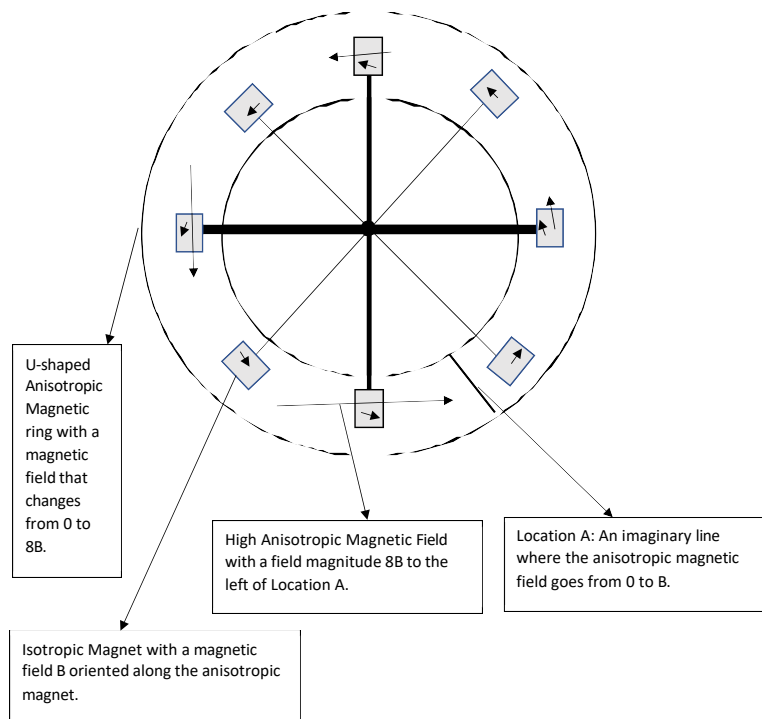 U-shaped
Anisotropic
Magnetic
ring with a
magnetic
field that
changes
from 0 to
8B.
High Anisotropic Magnetic Field
with a field magnitude 8B to the
left of Location A.
Location A: An imaginary line
where the anisotropic magnetic
field goes from 0 to B.
Isotropic Magnet with a magnetic
field B oriented along the anisotropic
magnet.